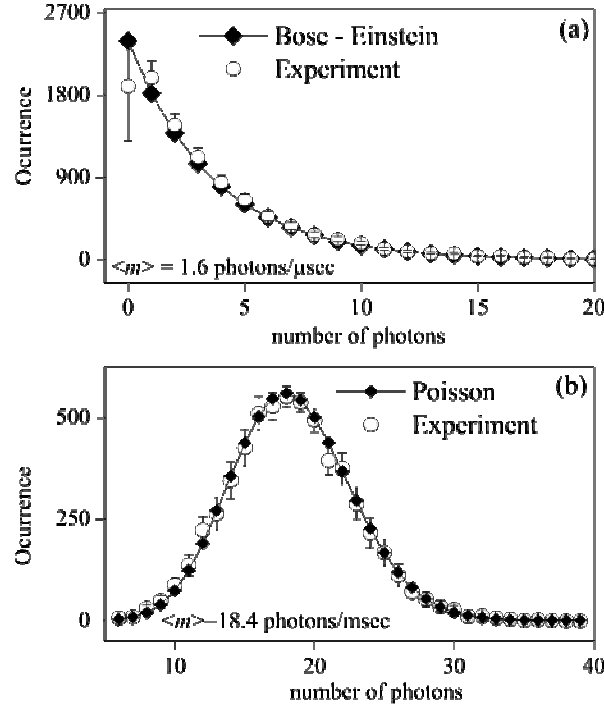 2700
(a)
Bose - Einstein
Experiment
1800
Ocurrence
900
0
<m> = 1.6 photons/μsec
0 5 10 15 20
number of photons
(b)
Poisson
Experiment
500
Ocurrence
250
0
<m>=18.4 photons/msec
10 20 30 40
number of photons